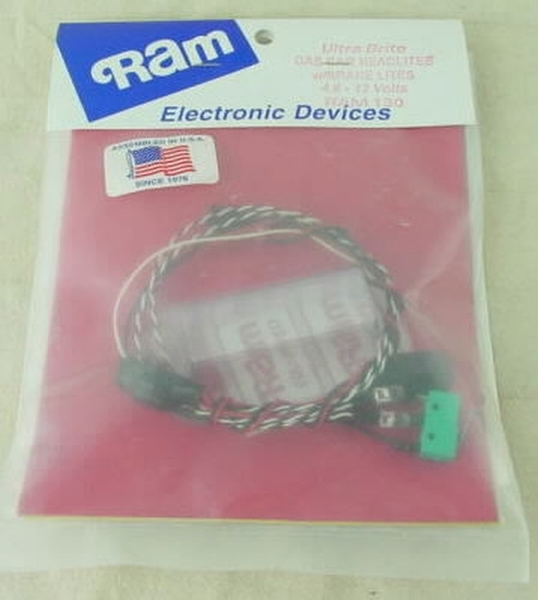 Ram
Ultra Brite
GAS CAR HEADLITES
w/BRAKE LITES
4.8 - 12 Volts
RAM 130
Electronic Devices
ASSEMBLED IN U.S.A.
SINCE 1976